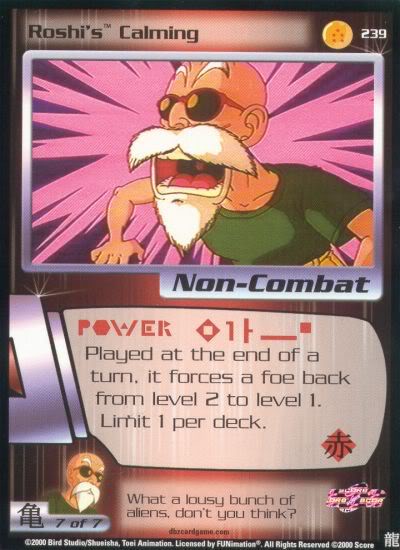 Roshi's™ Calming
239
Non-Combat
POWER
Played at the end of a
turn, it forces a foe back
from level 2 to level 1.
Limit 1 per deck.
赤
亀
7 of 7
What a lousy bunch of
aliens, don't you think?
dbzcardgame.com
©2000 Bird Studio/Shueisha, Toei Animation. Licensed by FUNimation®. All Rights Reserved ©2000 Score
龍